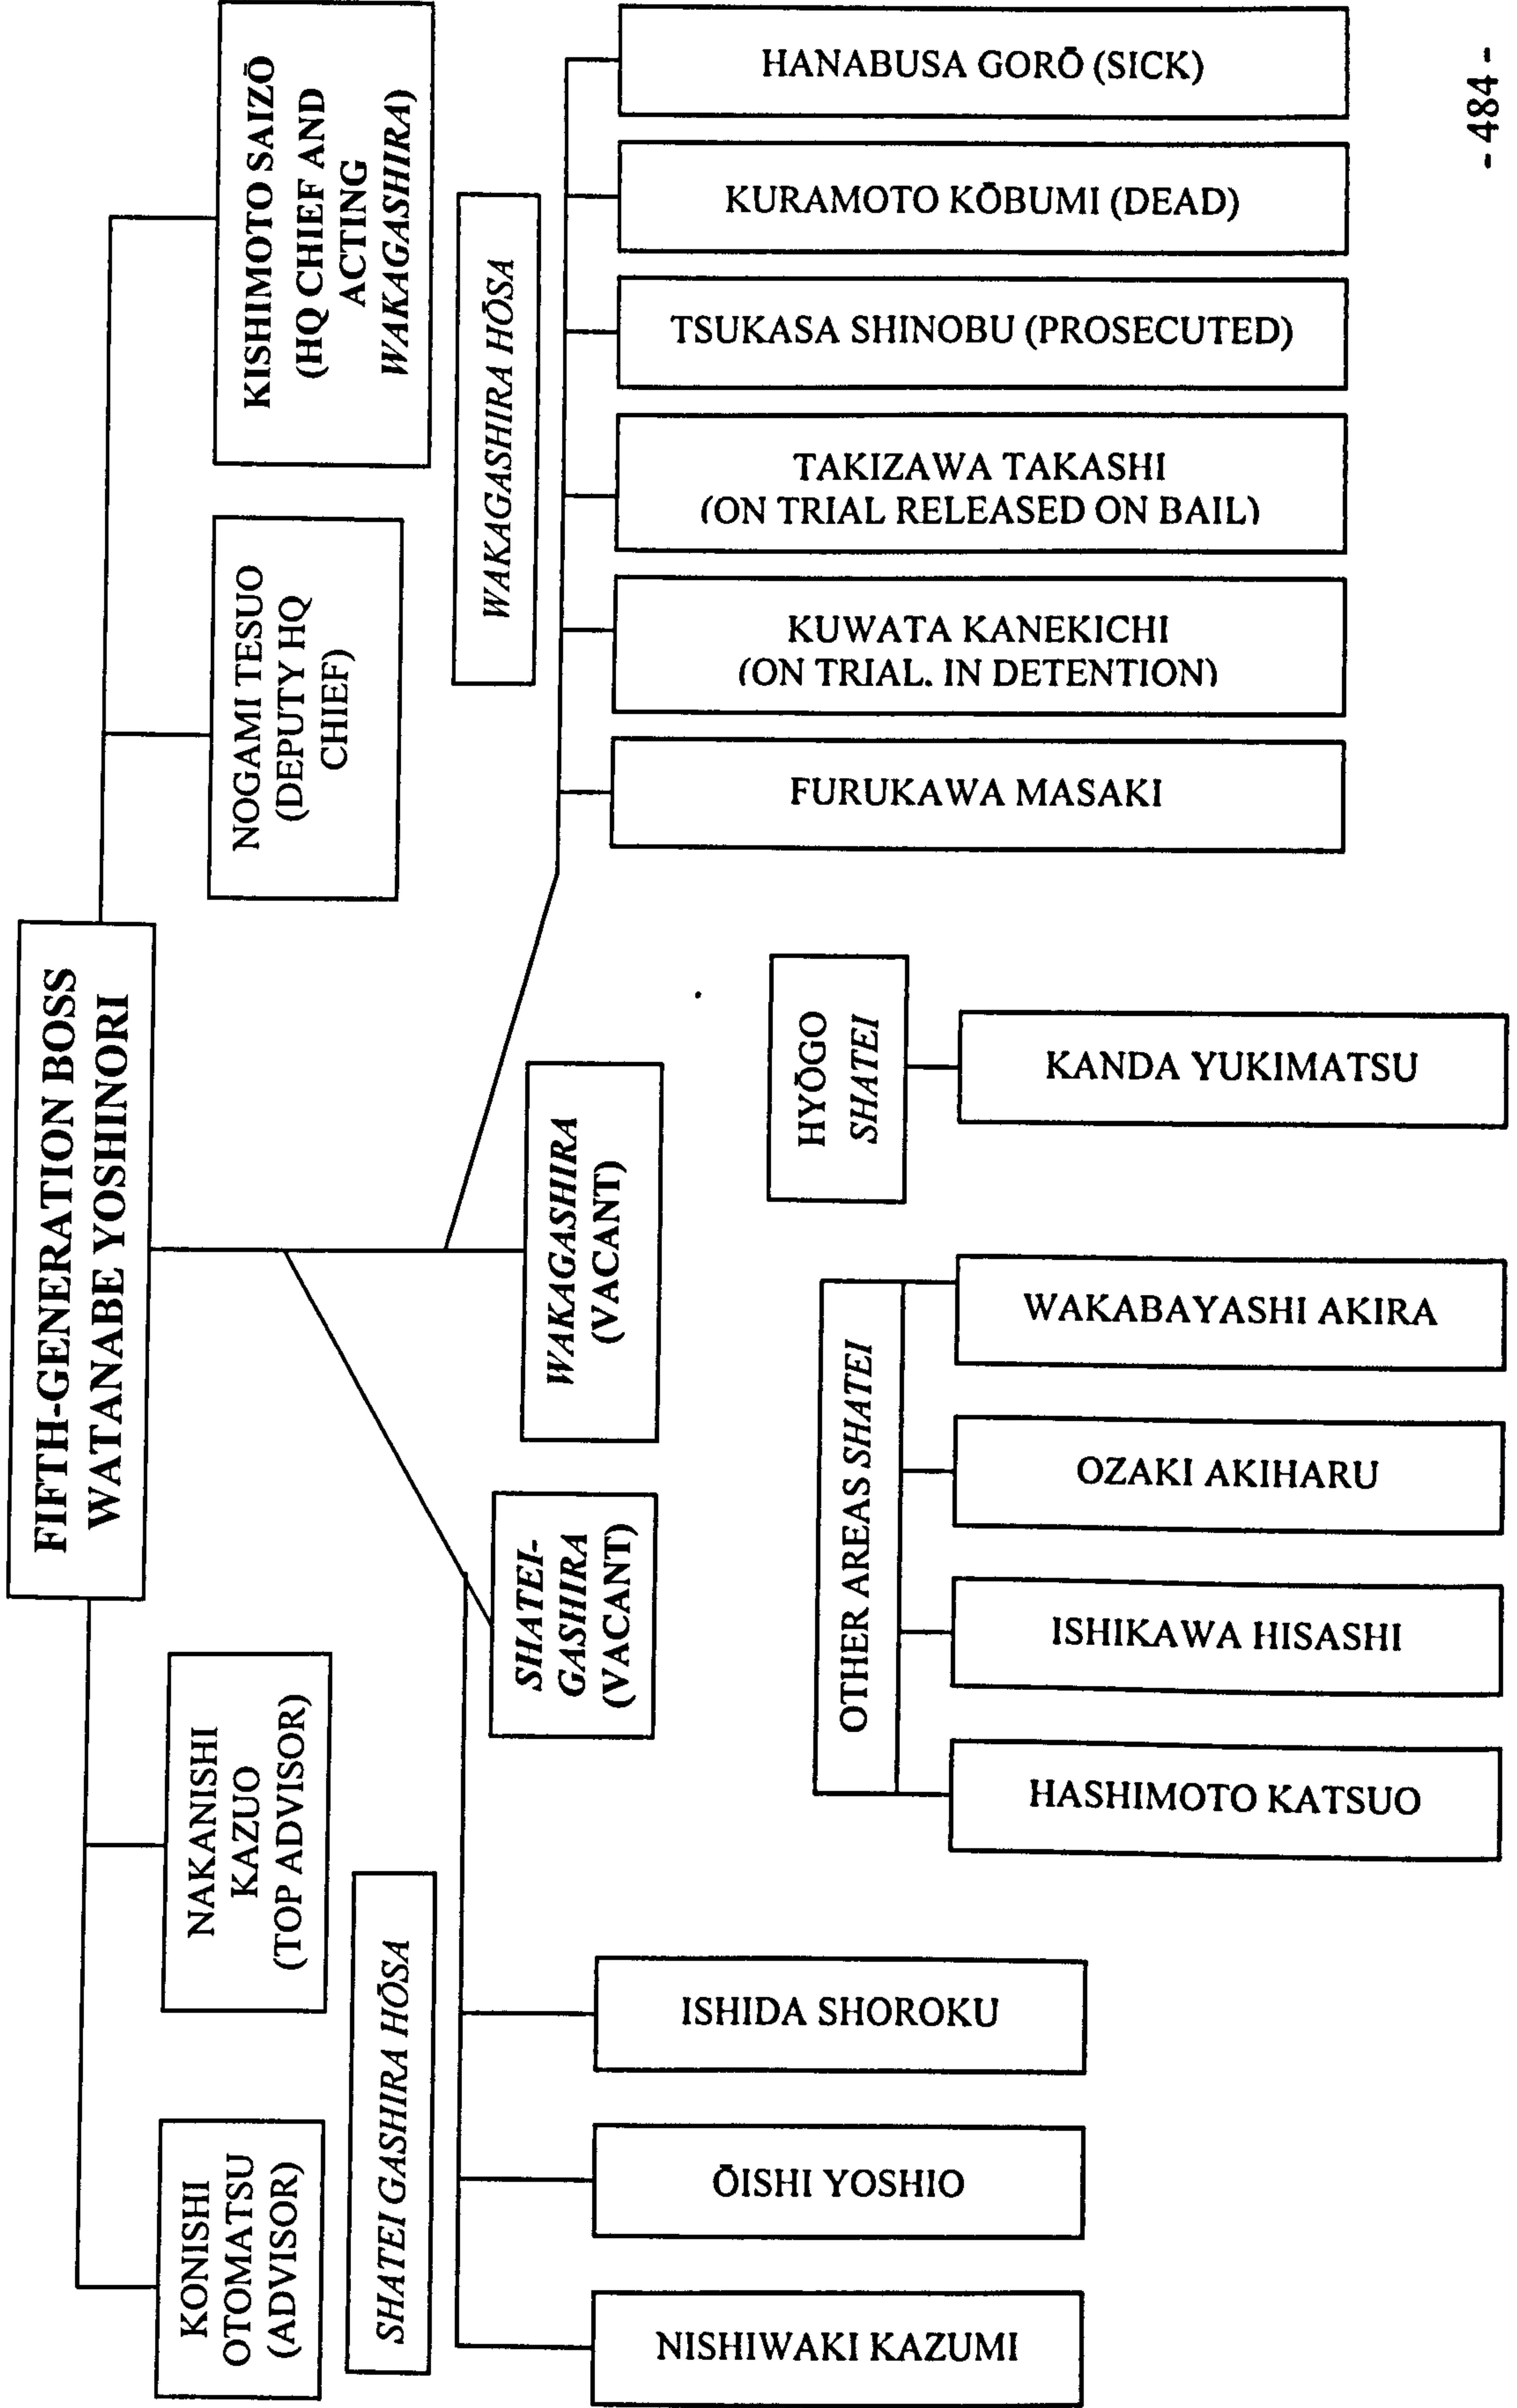 FIFTH-GENERATION BOSS
WATANABE YOSHINORI
KONISHI
OTOMATSU
(ADVISOR)
NAKANISHI
KAZUO
(TOP ADVISOR)
NOGAMI TESUO
(DEPUTY HQ
CHIEF)
KISHIMOTO SAIZŌ
(HQ CHIEF AND
ACTING
WAKAGASHIRA)
SHATEI GASHIRA HŌSA
SHATEI-
GASHIRA
(VACANT)
WAKAGASHIRA
(VACANT)
WAKAGASHIRA HŌSA
NISHIWAKI KAZUMI
ŌISHI YOSHIO
ISHIDA SHOROKU
FURUKAWA MASAKI
KUWATA KANEKICHI
(ON TRIAL. IN DETENTION)
TAKIZAWA TAKASHI
(ON TRIAL RELEASED ON BAIL)
TSUKASA SHINOBU (PROSECUTED)
KURAMOTO KŌBUMI (DEAD)
HANABUSA GORŌ (SICK)
OTHER AREAS SHATEI
HYŌGO
SHATEI
HASHIMOTO KATSUO
ISHIKAWA HISASHI
OZAKI AKIHARU
WAKABAYASHI AKIRA
KANDA YUKIMATSU
- 484 -